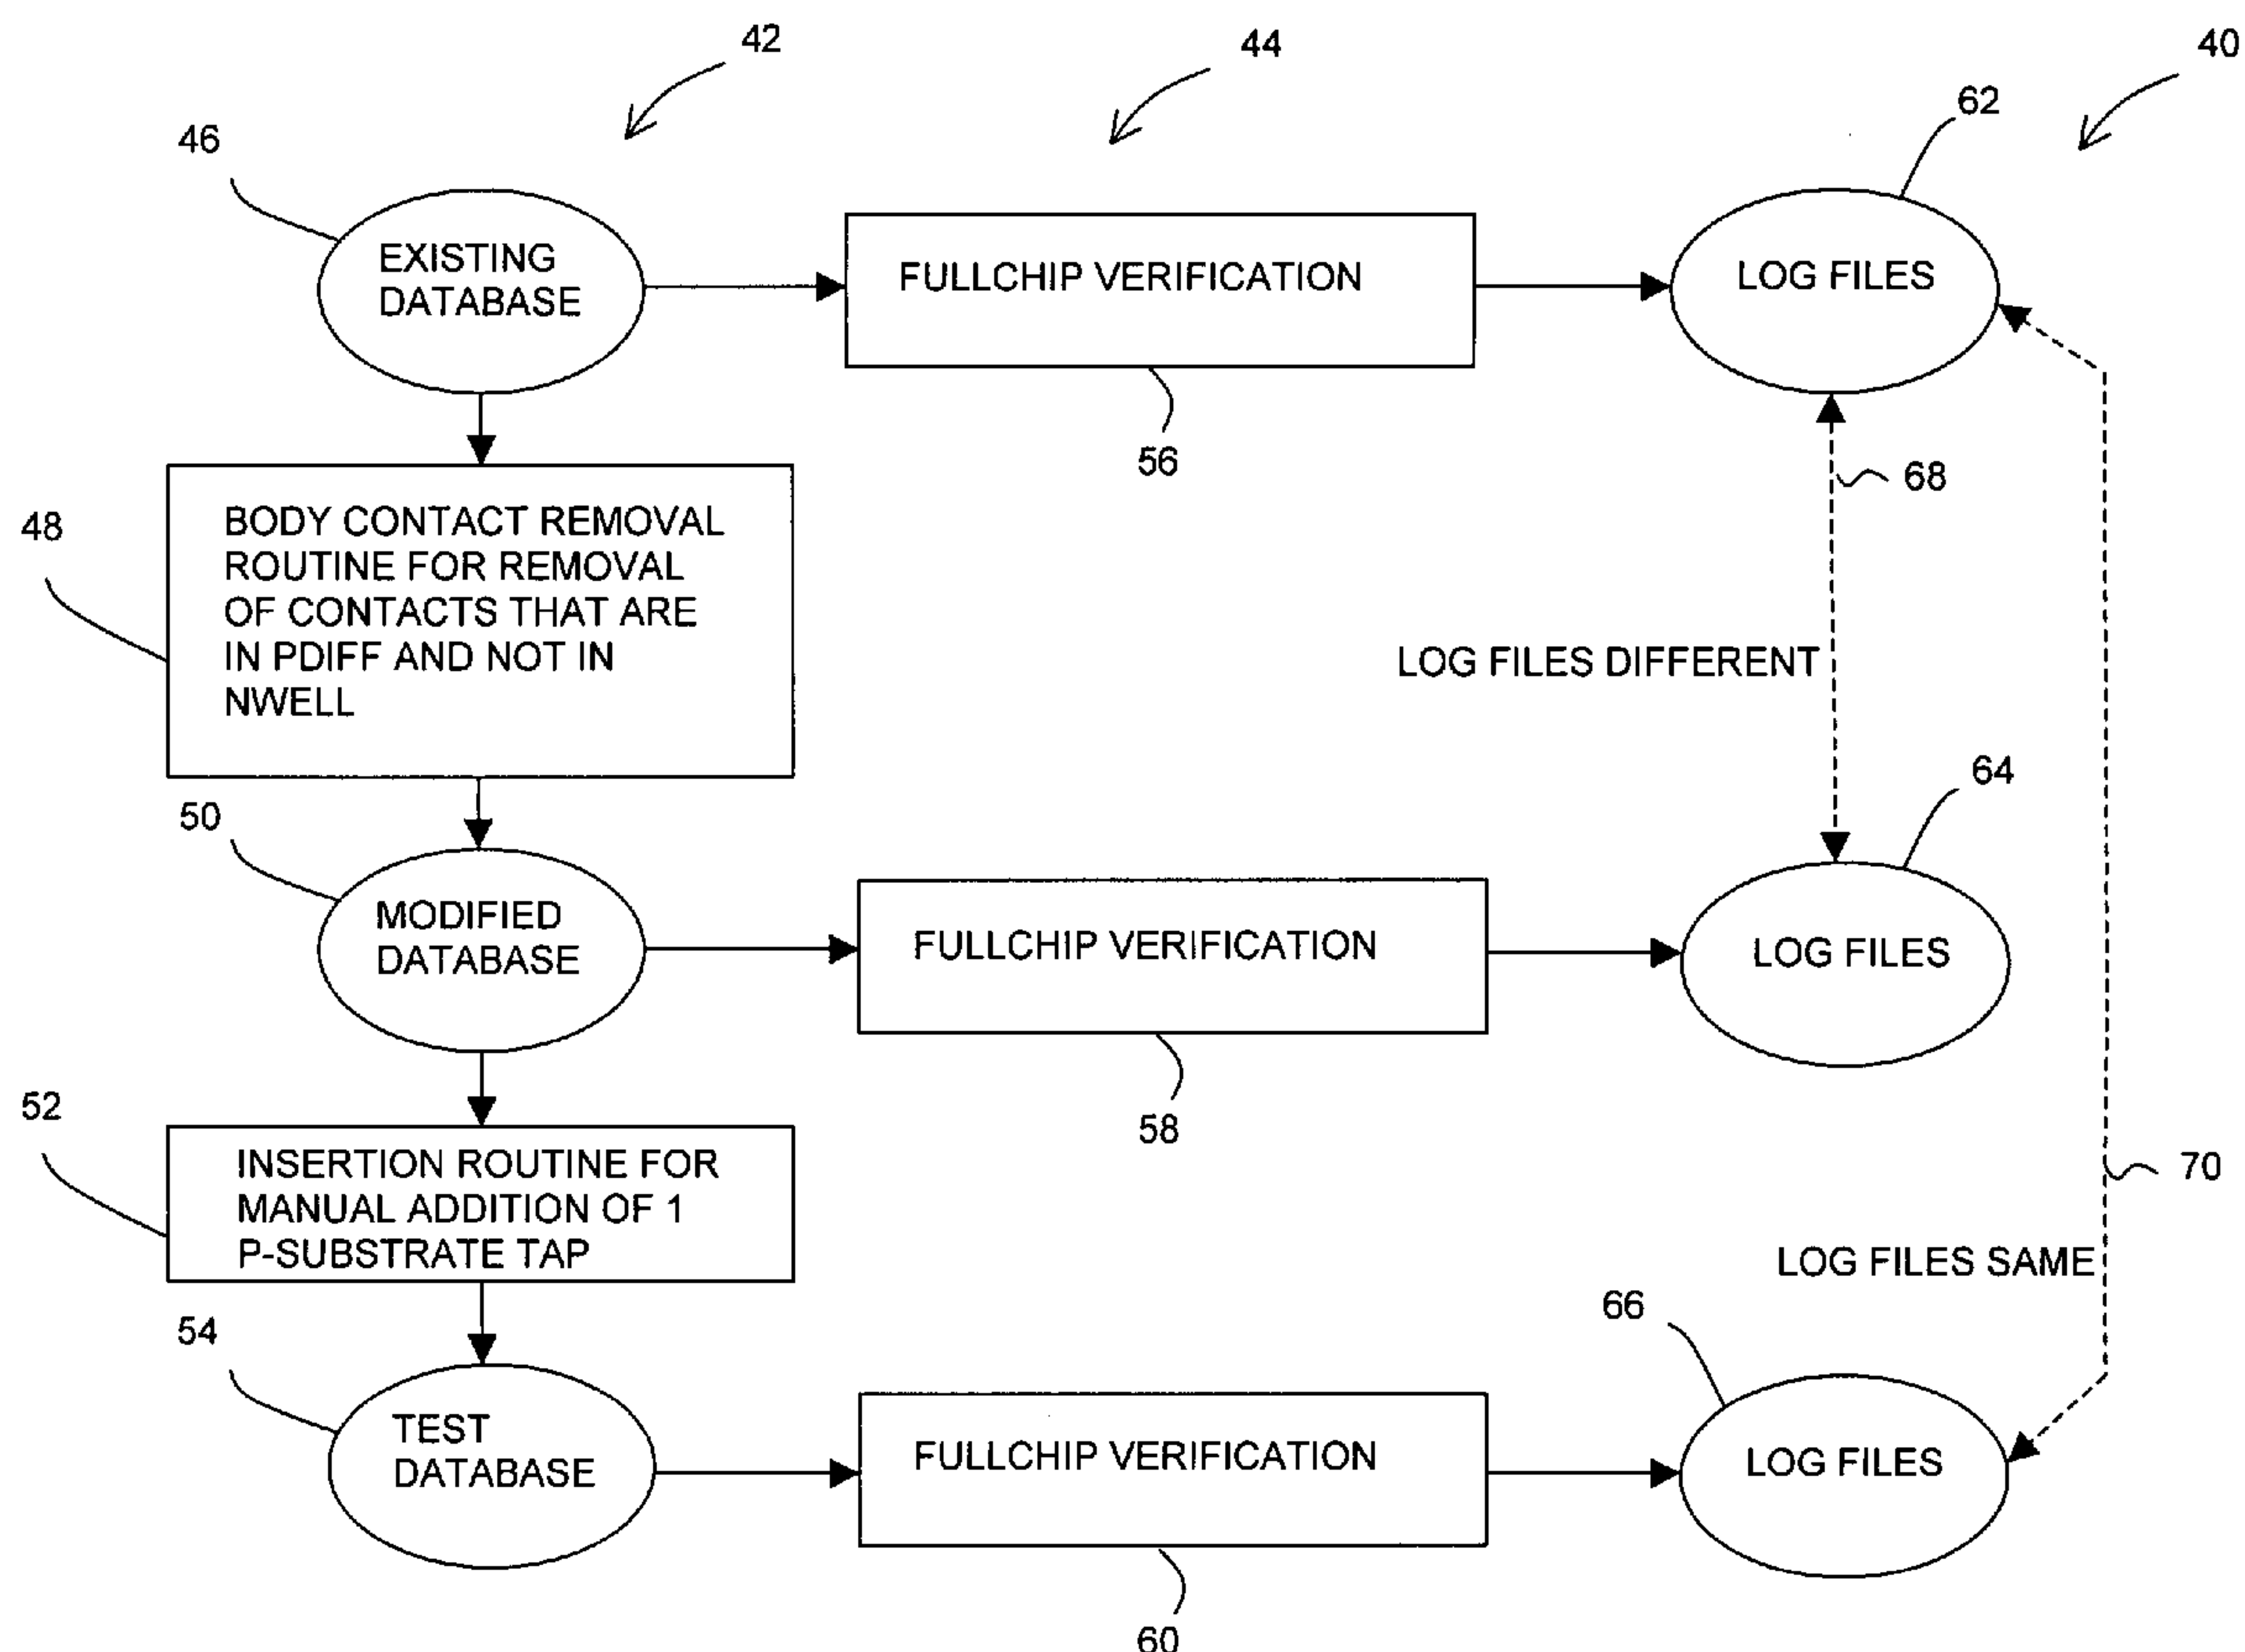 42
44
40
62
46
EXISTING
DATABASE
FULLCHIP VERIFICATION
LOG FILES
56
68
48
BODY CONTACT REMOVAL
ROUTINE FOR REMOVAL
OF CONTACTS THAT ARE
IN PDIFF AND NOT IN
NWELL
LOG FILES DIFFERENT
64
50
MODIFIED
DATABASE
FULLCHIP VERIFICATION
LOG FILES
52
58
INSERTION ROUTINE FOR
MANUAL ADDITION OF 1
P-SUBSTRATE TAP
70
LOG FILES SAME
66
54
TEST
DATABASE
FULLCHIP VERIFICATION
LOG FILES
60